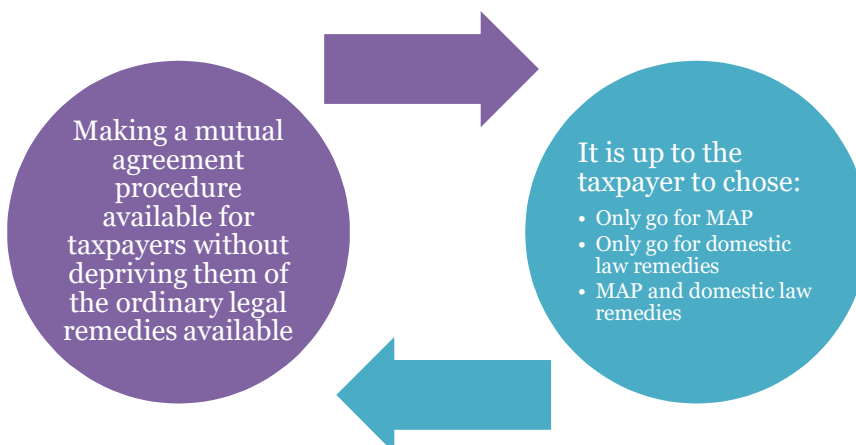 Making a mutual
agreement
procedure
available for
taxpayers without
depriving them of
the ordinary legal
remedies available
It is up to the
taxpayer to chose:
• Only go for MAP
• Only go for domestic
law remedies
• MAP and domestic law
remedies